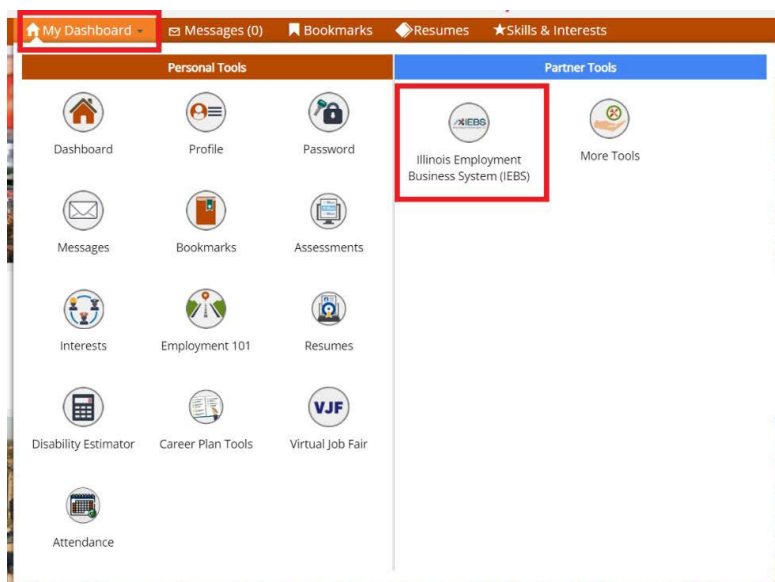 My Dashboard
Messages (0)
Bookmarks
Resumes
Skills & Interests
Personal Tools
Partner Tools
Dashboard
Profile
Password
IEBS
Illinois Employment
Business System (IEBS)
More Tools
Messages
Bookmarks
Assessments
Interests
Employment 101
Resumes
VJF
Disability Estimator
Career Plan Tools
Virtual Job Fair
Attendance